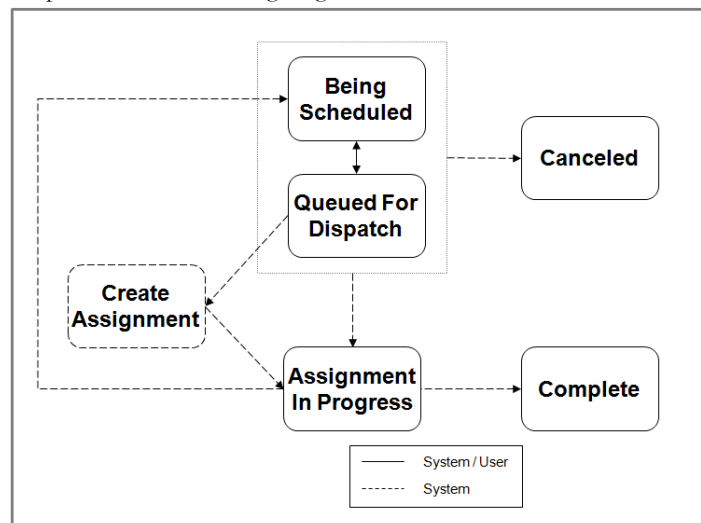 Being
Scheduled
Canceled
Queued For
Dispatch
Create
Assignment
Assignment
In Progress
Complete
System / User
System